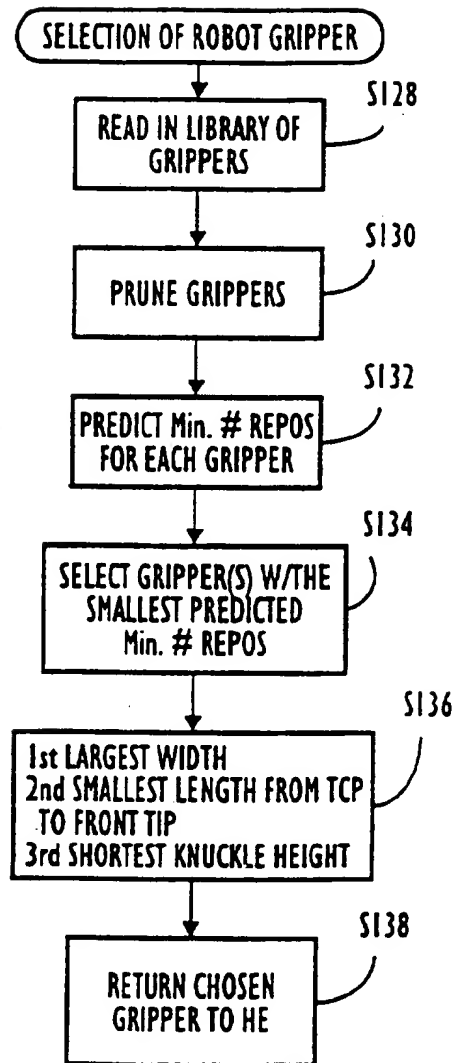 SELECTION OF ROBOT GRIPPER
S128
READ IN LIBRARY OF
GRIPPERS
S130
PRUNE GRIPPERS
S132
PREDICT Min. # REPOS
FOR EACH GRIPPER
S134
SELECT GRIPPER(S) W/THE
SMALLEST PREDICTED
Min. # REPOS
S136
1st LARGEST WIDTH
2nd SMALLEST LENGTH FROM TCP
TO FRONT TIP
3rd SHORTEST KNUCKLE HEIGHT
S138
RETURN CHOSEN
GRIPPER TO HE